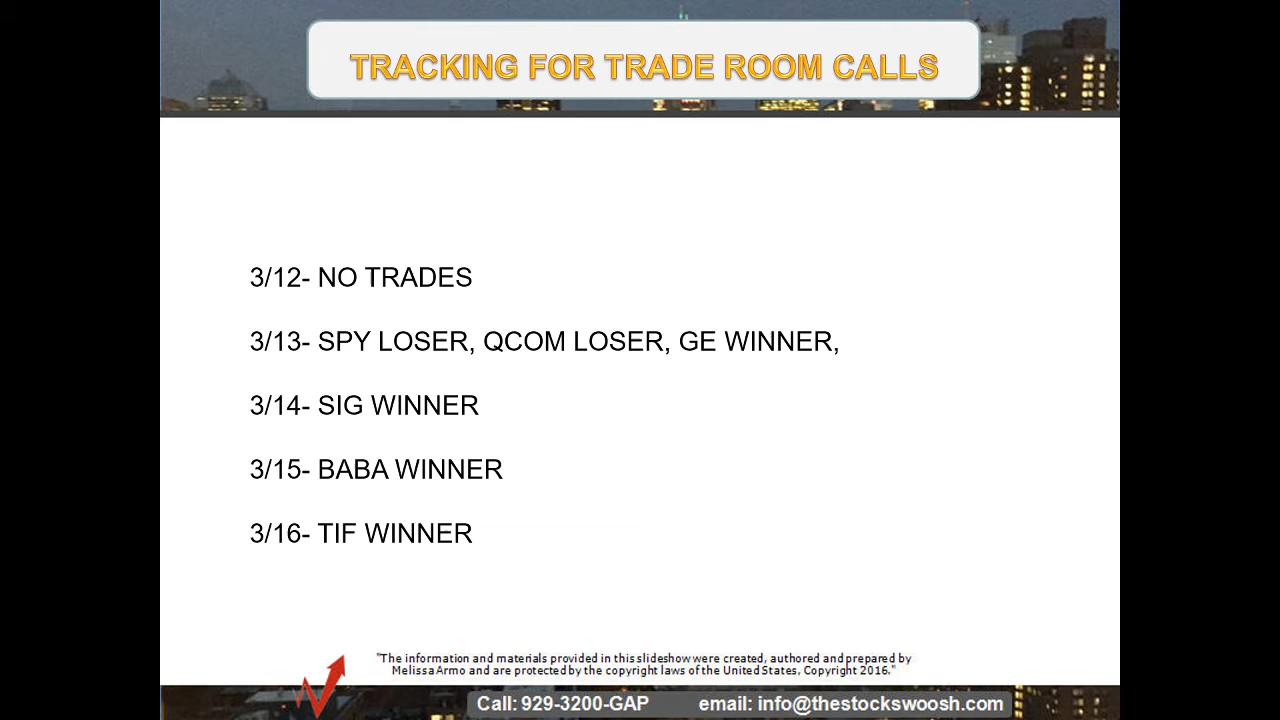 TRACKING FOR TRADE ROOM CALLS
3/12- NO TRADES
3/13- SPY LOSER, QCOM LOSER, GE WINNER,
3/14- SIG WINNER
3/15- BABA WINNER
3/16- TIF WINNER
"The information and materials provided in this slideshow were created, authored and prepared by
Melissa Armo and are protected by the copyright laws of the United States, Copyright 2016."
Call: 929-3200-GAP email: info@thestockswoosh.com